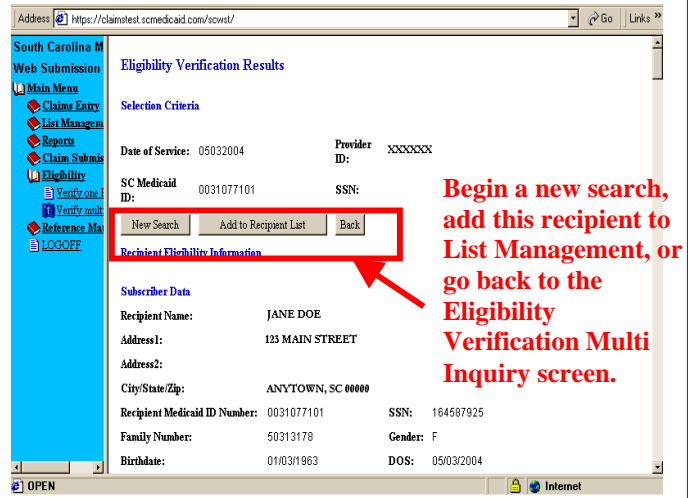 Address https://claimstest.scmedicaid.com/scwst/ Go Links »
South Carolina M
Web Submission
Main Menu
Claims Entry
List Managem
Reports
Claim Submis
Eligibility
Verify one
Verify mult
Reference Ma
LOGOFF
Eligibility Verification Results
Selection Criteria
Date of Service: 05032004 Provider ID: XXXXXX
SC Medicaid ID: 0031077101 SSN:
New Search Add to Recipient List Back
Recipient Eligibility Information
Subscriber Data
Recipient Name: JANE DOE
Address1: 123 MAIN STREET
Address2:
City/State/Zip: ANYTOWN, SC 00000
Recipient Medicaid ID Number: 0031077101 SSN: 164587925
Family Number: 50313178 Gender: F
Birthdate: 01/03/1963 DOS: 05/03/2004
Begin a new search,
add this recipient to
List Management, or
go back to the
Eligibility
Verification Multi
Inquiry screen.
OPEN Internet